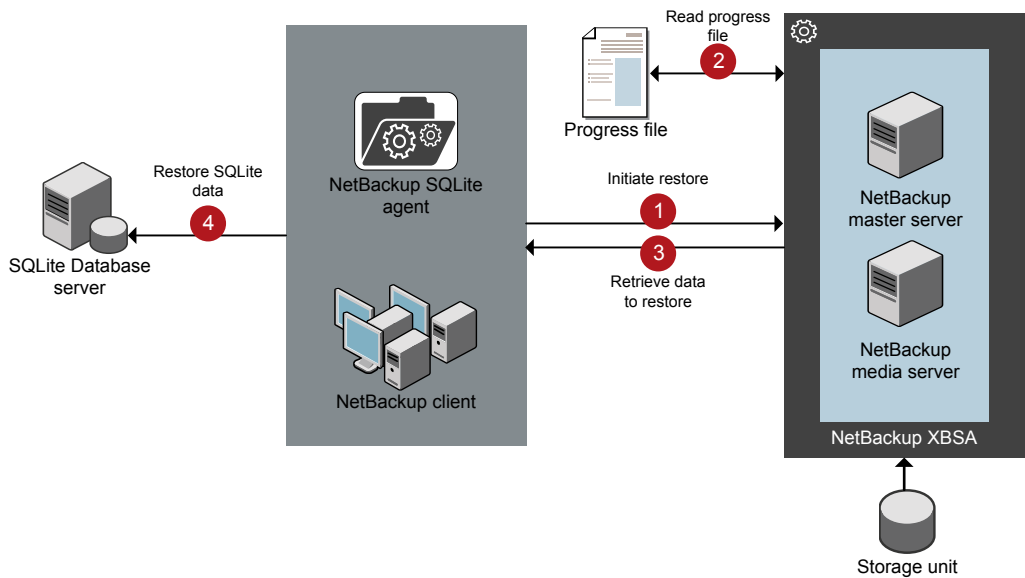 Read progress
file
2
Progress file
NetBackup SQLite
agent
Restore SQLite
data
4
SQLite Database
server
Initiate restore
1
3
Retrieve data
to restore
NetBackup
master server
NetBackup
media server
NetBackup client
NetBackup XBSA
Storage unit